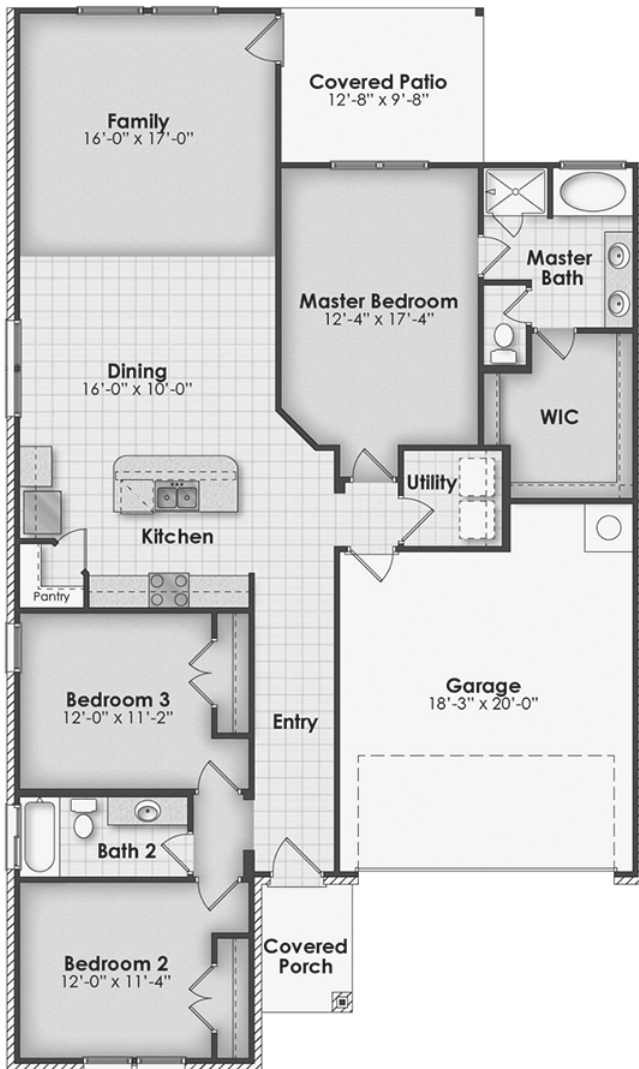 Covered Patio
12'-8" x 9'-8"
Family
16'-0" x 17'-0"
Master
Bath
Master Bedroom
12'-4" x 17'-4"
Dining
16'-0" x 10'-0"
WIC
Utility
Kitchen
Pantry
Bedroom 3
12'-0" x 11'-2"
Garage
18'-3" x 20'-0"
Entry
Bath 2
Covered
Porch
Bedroom 2
12'-0" x 11'-4"